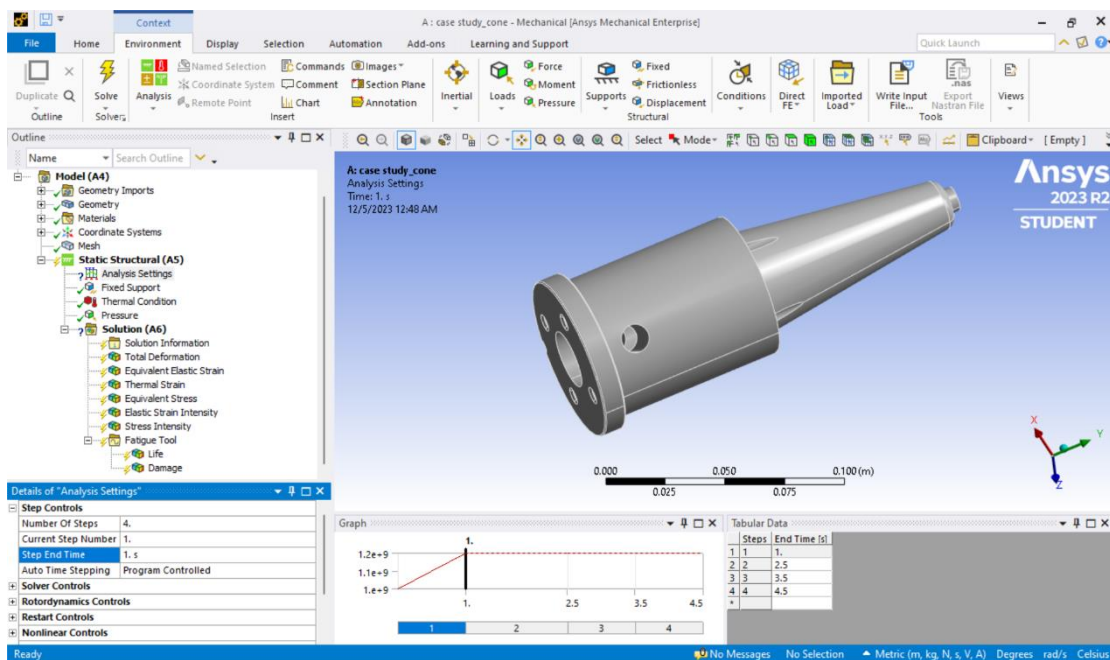 Context
A : case study_cone - Mechanical [Ansys Mechanical Enterprise]
File Home Environment Display Selection Automation Add-ons Learning and Support Quick Launch
Duplicate Solve Analysis Named Selection Commands Images Inertial Loads Force Supports Fixed Conditions Direct FE Imported Load Write Input File... Export Nastran File Views
Coordinate System Comment Section Plane Moment Frictionless
Remote Point Chart Annotation Pressure Displacement
Outline Solvers Insert Structural Tools
Outline
Name Search Outline Select Mode Clipboard [ Empty ]
Model (A4)
Geometry Imports
Geometry
Materials
Coordinate Systems
Mesh
Static Structural (A5)
Analysis Settings
Fixed Support
Thermal Condition
Pressure
Solution (A6)
Solution Information
Total Deformation
Equivalent Elastic Strain
Thermal Strain
Equivalent Stress
Elastic Strain Intensity
Stress Intensity
Fatigue Tool
Life
Damage
A: case study_cone
Analysis Settings
Time: 1. s
12/5/2023 12:48 AM
Ansys
2023 R2
STUDENT
X
Y
Z
0.000 0.050 0.100 (m)
0.025 0.075
Details of "Analysis Settings"
Step Controls
Number Of Steps 4.
Current Step Number 1.
Step End Time 1. s
Auto Time Stepping Program Controlled
Solver Controls
Rotordynamics Controls
Restart Controls
Nonlinear Controls
Graph
1.
1.2e+9
1.1e+9
1.e+9
1. 2.5 3.5 4.5
1 2 3 4
Tabular Data
Steps End Time [s]
1 1 1.
2 2 2.5
3 3 3.5
4 4 4.5
*
Ready No Messages No Selection Metric (m, kg, N, s, V, A) Degrees rad/s Celsius